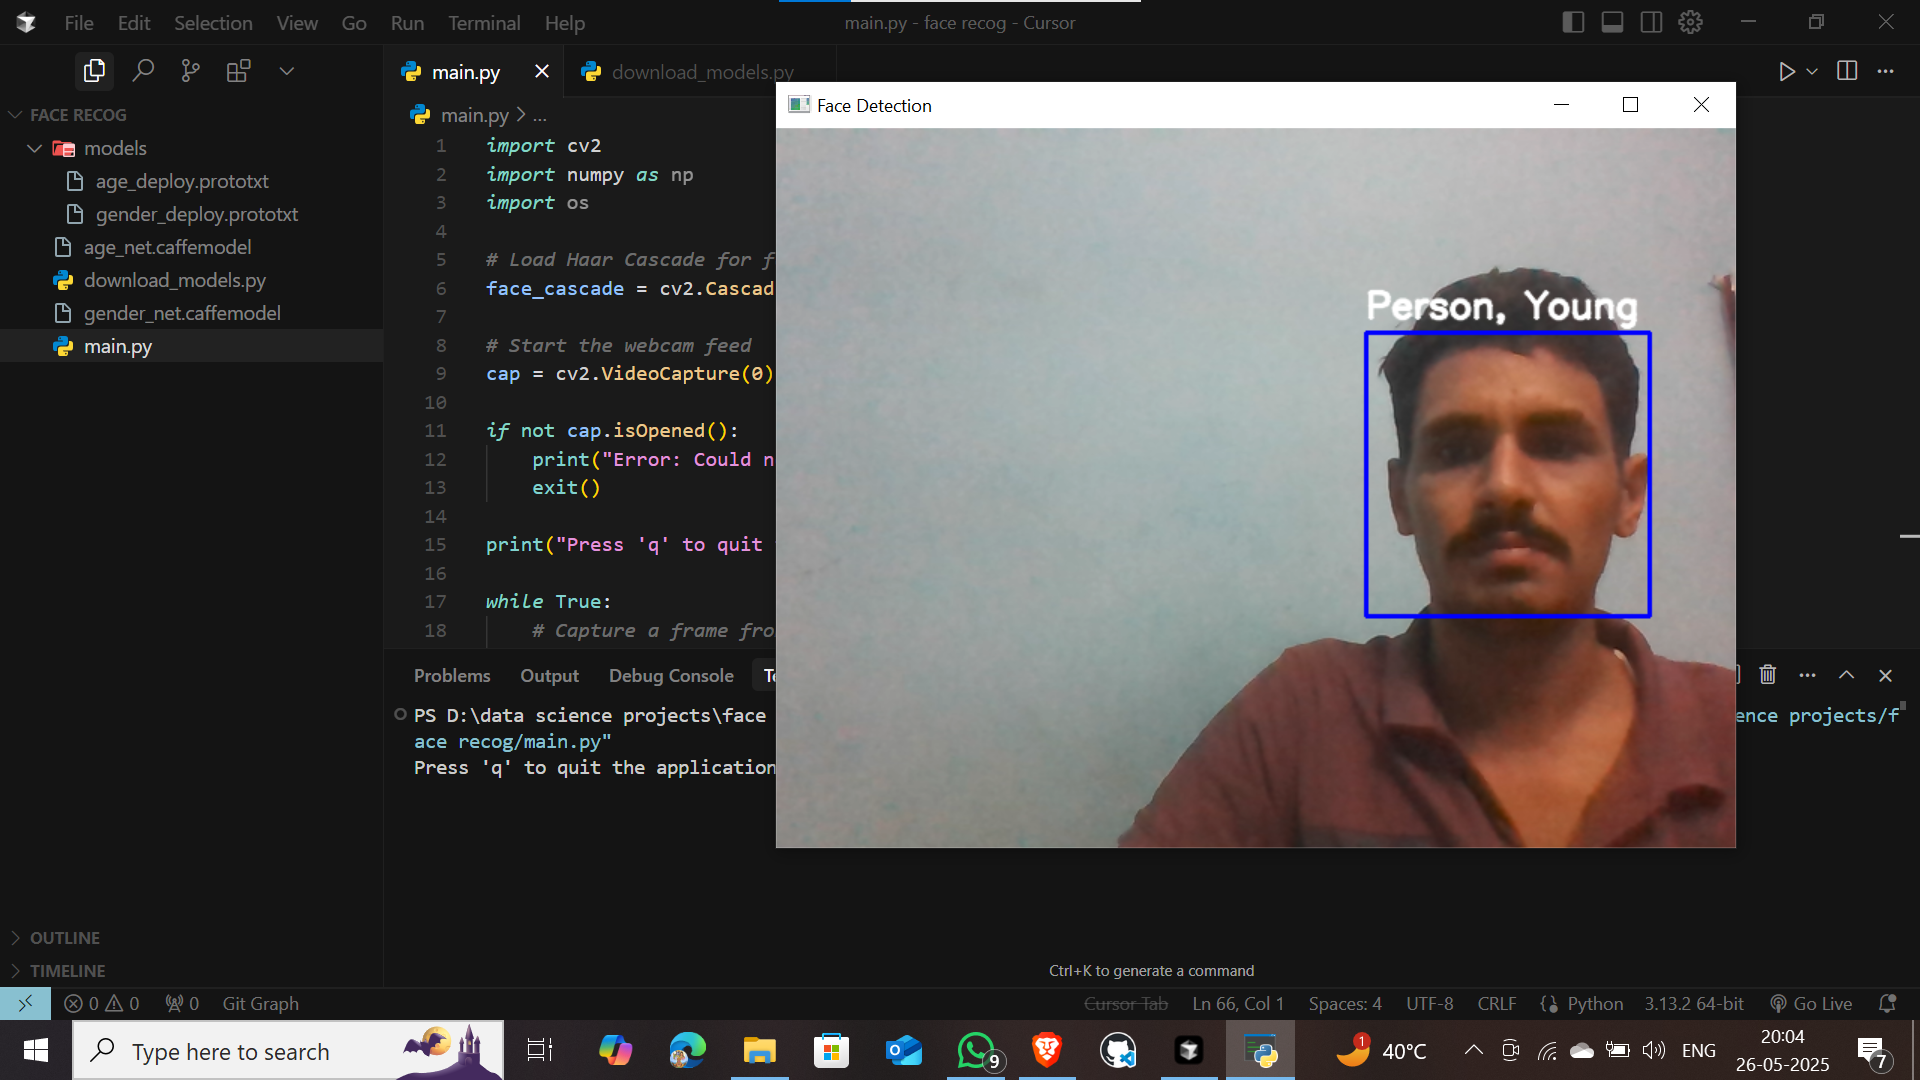 File Edit Selection View Go Run Terminal Help
main.py - face recog - Cursor
FACE RECOG
models
age_deploy.prototxt
gender_deploy.prototxt
age_net.caffemodel
download_models.py
gender_net.caffemodel
main.py
OUTLINE
TIMELINE
main.py
download_models.py
main.py > ...
1 import cv2
2 import numpy as np
3 import os
4
5 # Load Haar Cascade for f
6 face_cascade = cv2.Cascad
7
8 # Start the webcam feed
9 cap = cv2.VideoCapture(0)
10
11 if not cap.isOpened():
12 print("Error: Could n
13 exit()
14
15 print("Press 'q' to quit
16
17 while True:
18 # Capture a frame fro
Face Detection
Person, Young
Problems Output Debug Console Te
PS D:\data science projects\face
ence projects/f
ace recog/main.py"
Press 'q' to quit the application
Ctrl+K to generate a command
0 0 0 Git Graph
Cursor Tab Ln 66, Col 1 Spaces: 4 UTF-8 CRLF {} Python 3.13.2 64-bit Go Live
Type here to search
9
1
40°C
ENG
20:04
26-05-2025
7